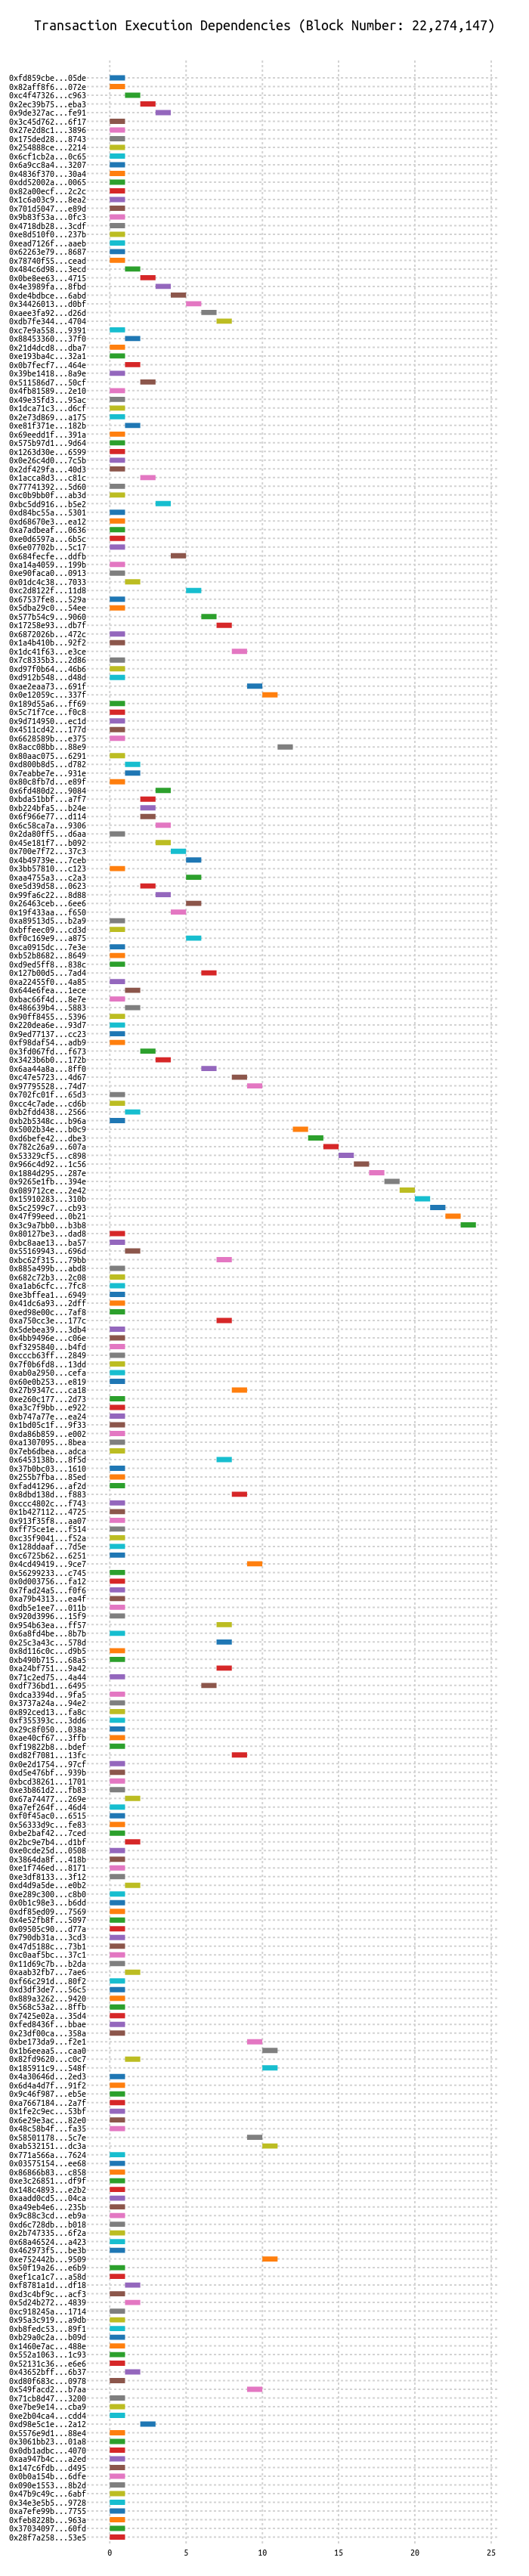 Transaction Execution Dependencies (Block Number: 22,274,147)
0xfd859cbe...05de
0x82aff8f6...072e
0xc4f47326...c963
0x2ec39b75...eba3
0x9de327ac...fe91
0x3c45d762...6f17
0x27e2d8c1...3896
0x175ded28...8743
0x254888ce...2214
0x6cf1cb2a...0c65
0x6a9cc8a4...3207
0x4836f370...30a4
0xdd52002a...0065
0x82a00ecf...2c2c
0x1c6a03c9...8ea2
0x701d5047...e89d
0x9b83f53a...0fc3
0x4718db28...3cdf
0xe8d510f0...237b
0xead7126f...aaeb
0x62263e79...8687
0x78740f55...cead
0x484c6d98...3ecd
0x0be8ee63...4715
0x4e3989fa...8fbd
0xde4bdbce...6abd
0x34426013...d0bf
0xaee3fa92...d26d
0xdb7fe344...4704
0xc7e9a558...9391
0x88453360...37f0
0x21d4dcd8...dba7
0xe193ba4c...32a1
0x0b7fecf7...464e
0x39be1418...8a9e
0x511586d7...50cf
0x4fb81589...2e10
0x49e35fd3...95ac
0x1dca71c3...d6cf
0x2e73d869...a175
0xe81f371e...182b
0x69eedd1f...391a
0x575b97d1...9d64
0x1263d30e...6599
0x0e26c4d0...7c5b
0x2df429fa...40d3
0x1acca8d3...c81c
0x77741392...5d60
0xc0b9bb0f...ab3d
0xbc5dd916...b5e2
0xd84bc55a...5301
0xd68670e3...ea12
0xa7adbeaf...0636
0xe0d6597a...6b5c
0x6e07702b...5c17
0x684fecfe...ddfb
0xa14a4059...199b
0xe90faca0...0913
0x01dc4c38...7033
0xc2d8122f...11d8
0x67537fe8...529a
0x5dba29c0...54ee
0x577b54c9...9060
0x17258e93...db7f
0x6872026b...472c
0x1a4b410b...92f2
0x1dc41f63...e3ce
0x7c8335b3...2d86
0xd97f0b64...46b6
0xd912b548...d48d
0xae2eaa73...691f
0x0e12059c...337f
0x189d55a6...ff69
0x5c71f7ce...f0c8
0x9d714950...ec1d
0x4511cd42...177d
0x6628589b...e375
0x8acc08bb...88e9
0x80aac075...6291
0xd800b8d5...d782
0x7eabbe7e...931e
0x80c8fb7d...e89f
0x6fd480d2...9084
0xbda51bbf...a7f7
0xb224bfa5...b24e
0x6f966e77...d114
0x6c58ca7a...9306
0x2da80ff5...d6aa
0x45e181f7...b092
0x700e7f72...37c3
0x4b49739e...7ceb
0x3bb57810...c123
0xaa4755a3...c2a3
0xe5d39d58...0623
0x99fa6c22...8d88
0x26463ceb...6ee6
0x19f433aa...f650
0xa89513d5...b2a9
0xbffeec09...cd3d
0xf0c169e9...a875
0xca0915dc...7e3e
0xb52b8682...8649
0xd9ed5ff8...838c
0x127b00d5...7ad4
0xa22455f0...4a85
0x644e6fea...1ece
0xbac66f4d...8e7e
0x486639b4...5883
0x90ff8455...5396
0x220dea6e...93d7
0x9ed77137...cc23
0xf98daf54...adb9
0x3fd067fd...f673
0x3423b6b0...172b
0x6aa44a8a...8ff0
0xc47e5723...4d67
0x97795528...74d7
0x702fc01f...65d3
0xcc4c7ade...cd6b
0xb2fdd438...2566
0xb2b5348c...b96a
0x5002b34e...b0c9
0xd6befe42...dbe3
0x782c26a9...607a
0x53329cf5...c898
0x966c4d92...1c56
0x1884d295...287e
0x9265e1fb...394e
0x089712ce...2e42
0x15910283...310b
0x5c2599c7...cb93
0x47f99eed...0b21
0x3c9a7bb0...b3b8
0x80127be3...dad8
0xbc8aae13...ba57
0x55169943...696d
0xbc62f315...79bb
0x885a499b...abd8
0x682c72b3...2c08
0xa1ab6cfc...7fc8
0xe3bffea1...6949
0x41dc6a93...2dff
0xed98e00c...7af8
0xa750cc3e...177c
0x5debea39...3db4
0x4bb9496e...c06e
0xf3295840...b4fd
0xcccb63ff...2849
0x7f0b6fd8...13dd
0xab0a2950...cefa
0x60e0b253...e819
0x27b9347c...ca18
0xe260c177...2d73
0xa3c7f9bb...e922
0xb747a77e...ea24
0x1bd05c1f...9f33
0xda86b859...e002
0xa1307095...8bea
0x7eb6dbea...adca
0x6453138b...8f5d
0x37b0bc03...1610
0x255b7fba...85ed
0xfad41296...af2d
0x8dbd138d...f883
0xccc4802c...f743
0x1b427112...4725
0x913f35f8...aa07
0xff75ce1e...f514
0xc35f9041...f52a
0x128ddaaf...7d5e
0xc6725b62...6251
0x4cd49419...9ce7
0x56299233...c745
0x0d003756...fa12
0x7fad24a5...f0f6
0xa79b4313...ea4f
0xdb5e1ee7...011b
0x920d3996...15f9
0x954b63ea...ff57
0x6a8fd4be...8b7b
0x25c3a43c...578d
0x8d116c0c...d9b5
0xb490b715...68a5
0xa24bf751...9a42
0x71c2ed75...4a44
0xdf736bd1...6495
0xdca3394d...9fa5
0x3737a24a...94e2
0x892ced13...fa8c
0xf355393c...3dd6
0x29c8f050...038a
0xae40cf67...3ffb
0xf19822b8...bdef
0xd82f7081...13fc
0x0e2d1754...97cf
0xd5e476bf...939b
0xbcd38261...1701
0xe3b861d2...fb83
0x67a74477...269e
0xa7ef264f...46d4
0xf0f45ac0...6515
0x56333d9c...fe83
0xbe2baf42...7ced
0x2bc9e7b4...d1bf
0xe0cde25d...0508
0x3864da8f...418b
0xe1f746ed...8171
0xe3df8133...3f12
0xd4d9a5de...e0b2
0xe289c300...c8b0
0x0b1c98e3...b6dd
0xdf85ed09...7569
0x4e52fb8f...5097
0x09505c90...d77a
0x790db31a...3cd3
0x47d5188c...73b1
0xc0aaf5bc...37c1
0x11d69c7b...b2da
0xaab32fb7...7ae6
0xf66c291d...80f2
0xd3df3de7...56c5
0x889a3262...9420
0x568c53a2...8ffb
0x7425e02a...35d4
0xfed8436f...bbae
0x23df00ca...358a
0xbe173da9...f2e1
0x1b6eeaa5...caa0
0x82fd9620...c0c7
0x185911c9...548f
0x4a30646d...2ed3
0x6d4a4d7f...91f2
0x9c46f987...eb5e
0xa7667184...2a7f
0x1fe2c9ec...53bf
0x6e29e3ac...82e0
0x48c58b4f...fa35
0x58501178...5c7e
0xab532151...dc3a
0x771a566a...7624
0x03575154...ee68
0x86866b83...c858
0xe3c26851...df9f
0x148c4893...e2b2
0xaadd0cd5...04ca
0xa49eb4e6...235b
0x9c88c3cd...eb9a
0xd6c728db...b018
0x2b747335...6f2a
0x68a46524...a423
0x462973f5...be3b
0xe752442b...9509
0x50f19a26...e6b9
0xef1ca1c7...a58d
0xf8781a1d...df18
0xd3c4bf9c...acf3
0x5d24b272...4839
0xc918245a...1714
0x95a3c919...a9db
0xb8fedc53...89f1
0xb29a0c2a...b09d
0x1460e7ac...488e
0x552a1063...1c93
0x52131c36...e6e6
0x43652bff...6b37
0xd80f683c...0978
0x549facd2...b7aa
0x71cb8d47...3200
0xe7be9e14...cba9
0xe2b04ca4...cdd4
0xd98e5c1e...2a12
0x5576e9d1...88e4
0x3061bb23...01a8
0x0db1adbc...4070
0xaa947b4c...a2ed
0x147c6fdb...d495
0x0b0a154b...6dfe
0x090e1553...8b2d
0x47b9c49c...6abf
0x34e3e5b5...9728
0xa7efe99b...7755
0xfeb8228b...963a
0x37034097...60fd
0x28f7a258...53e5
0 5 10 15 20 25